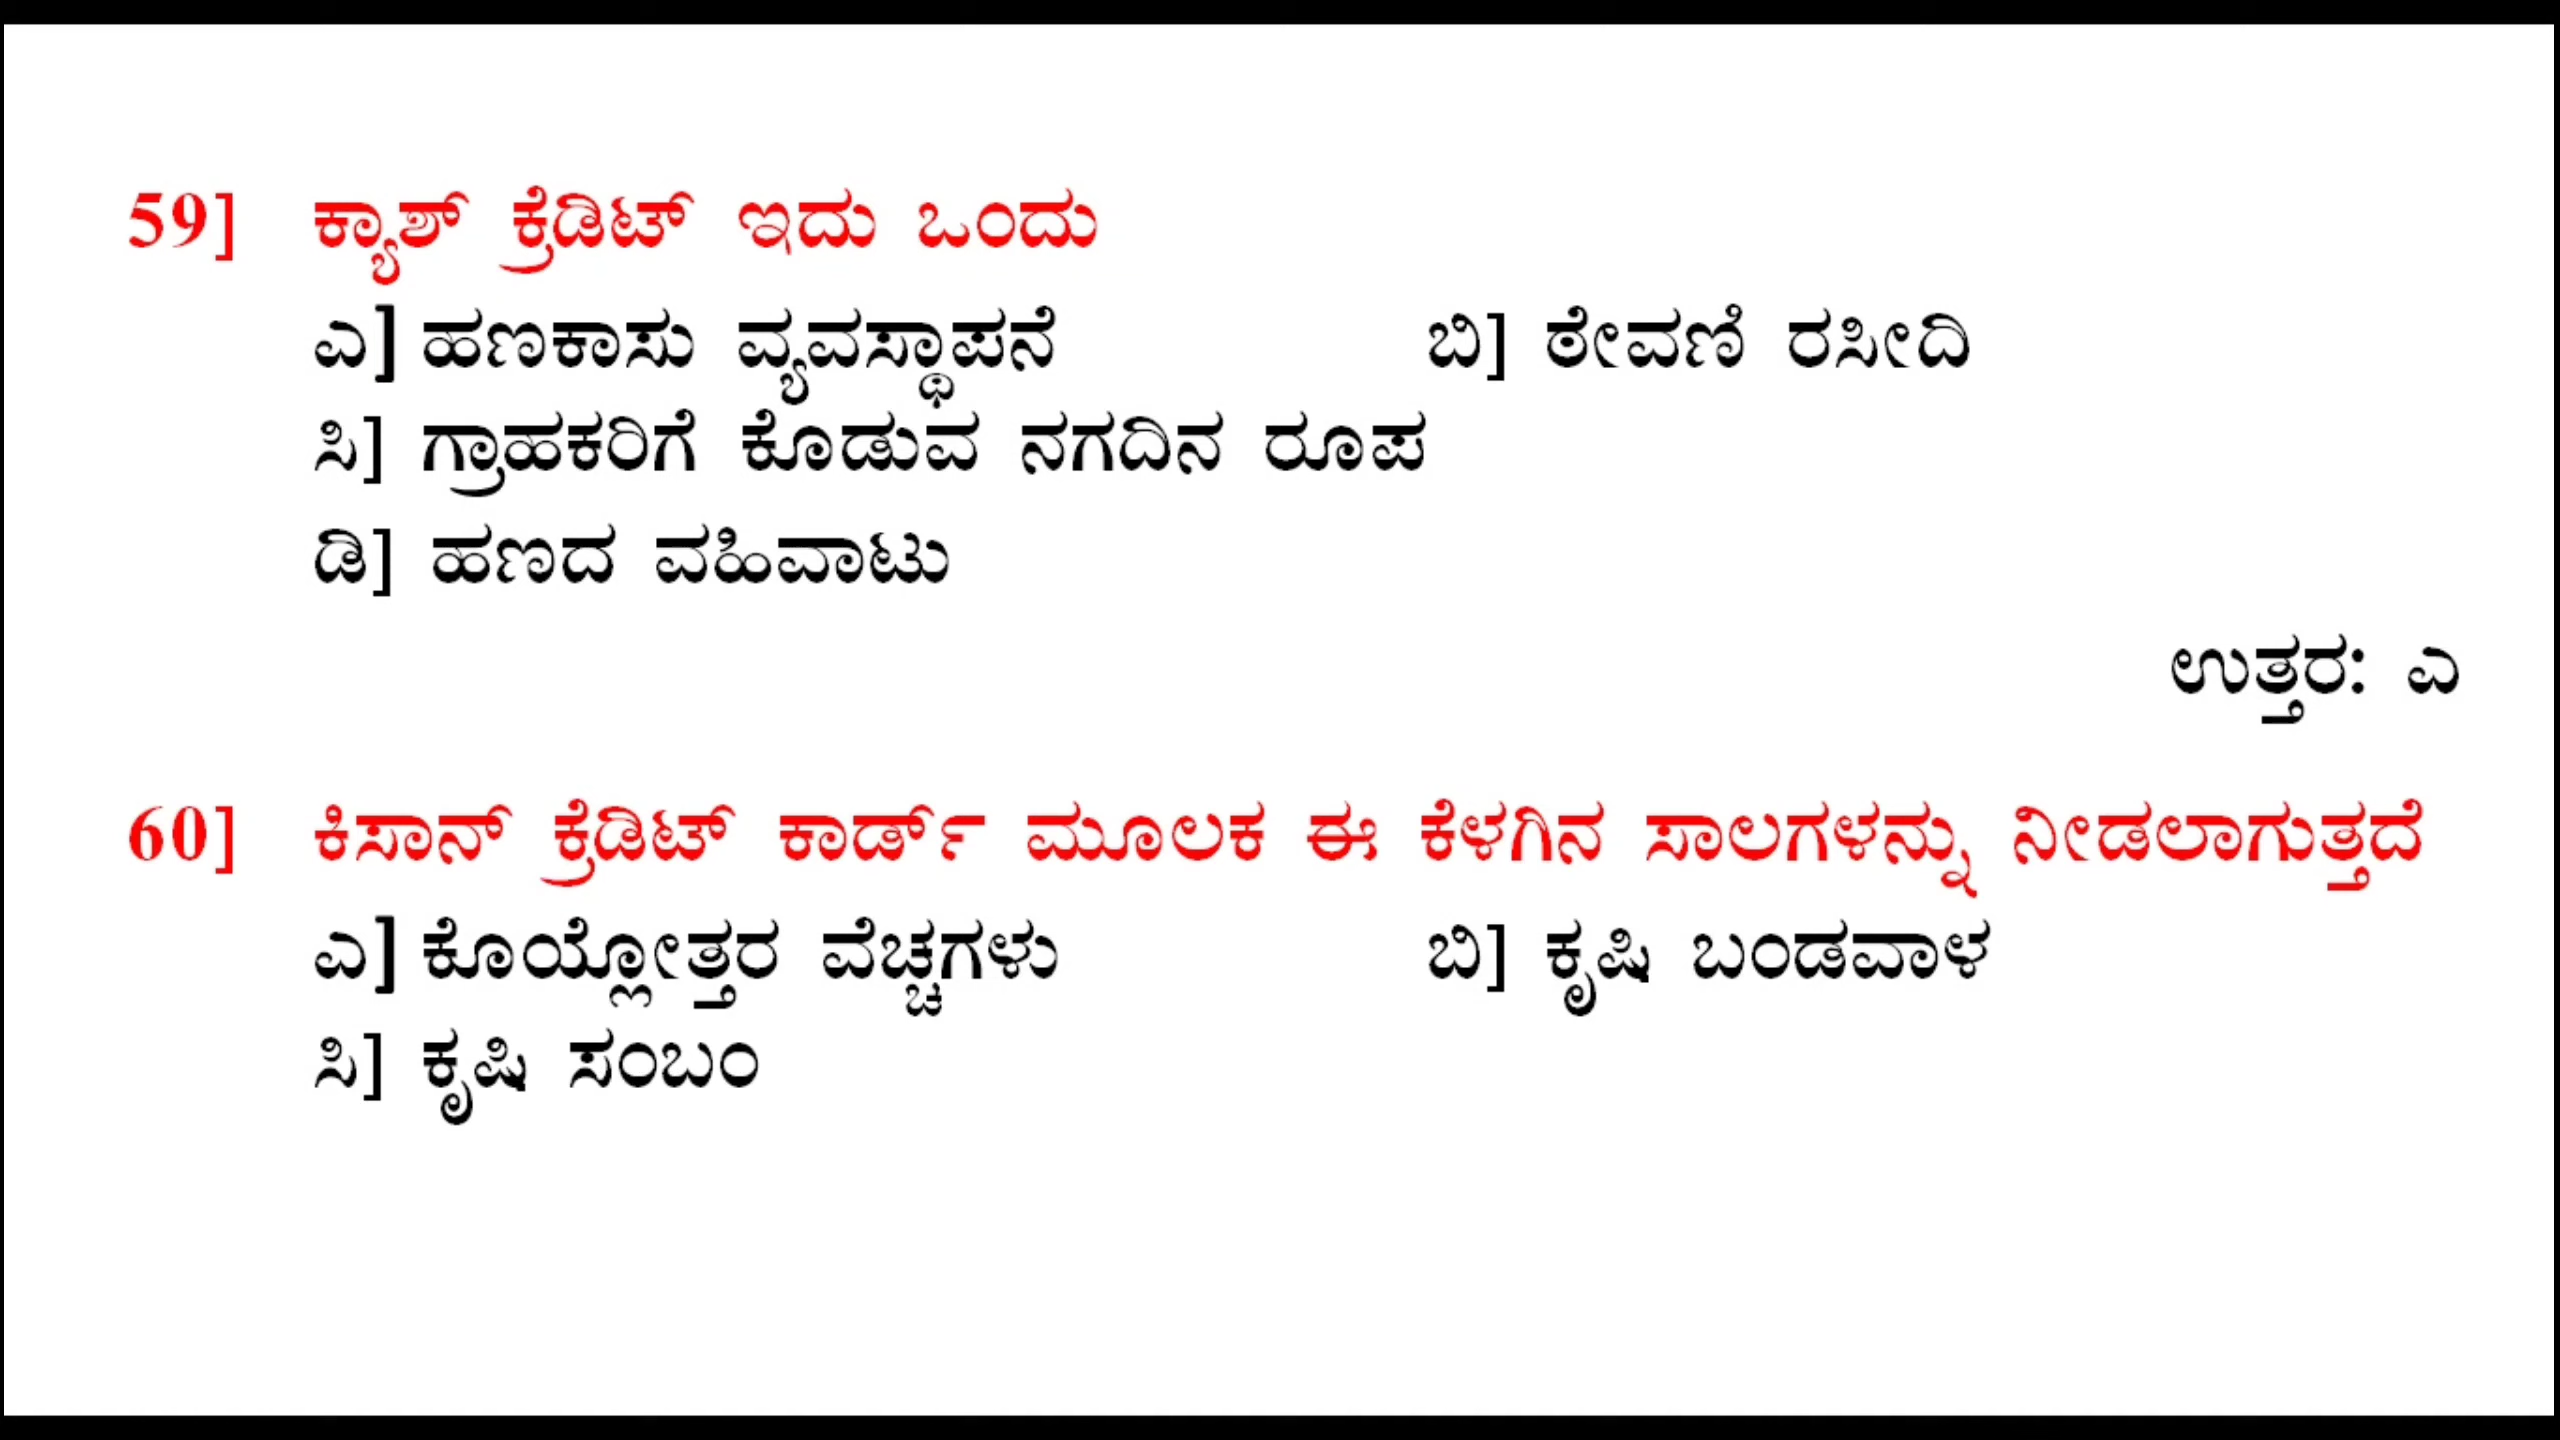 59] ಕ್ಯಾಶ್ ಕ್ರೆಡಿಟ್ ಇದು ಒಂದು
ಎ] ಹಣಕಾಸು ವ್ಯವಸ್ಥಾಪನೆ ಬಿ] ಠೇವಣಿ ರಸೀದಿ
ಸಿ] ಗ್ರಾಹಕರಿಗೆ ಕೊಡುವ ನಗದಿನ ರೂಪ
ಡಿ] ಹಣದ ವಹಿವಾಟು
ಉತ್ತರ: ಎ
60] ಕಿಸಾನ್ ಕ್ರೆಡಿಟ್ ಕಾರ್ಡ್ ಮೂಲಕ ಈ ಕೆಳಗಿನ ಸಾಲಗಳನ್ನು ನೀಡಲಾಗುತ್ತದೆ
ಎ] ಕೊಯ್ಲೋತ್ತರ ವೆಚ್ಚಗಳು ಬಿ] ಕೃಷಿ ಬಂಡವಾಳ
ಸಿ] ಕೃಷಿ ಸಂಬಂ